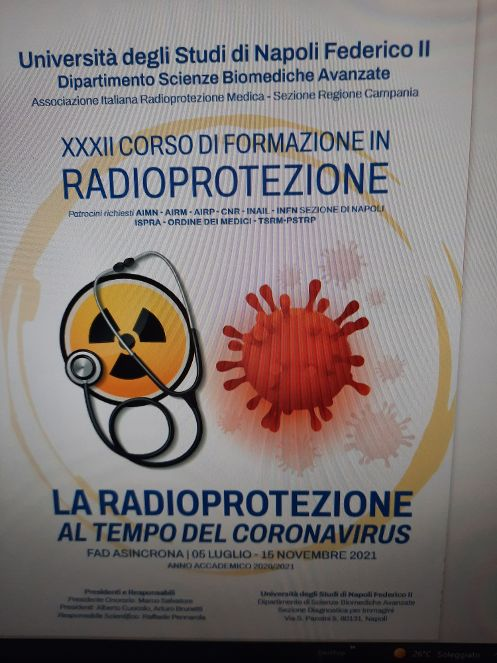 Università degli Studi di Napoli Federico II
Dipartimento Scienze Biomediche Avanzate
Associazione Italiana Radioprotezione Medica - Sezione Regione Campania
XXXII CORSO DI FORMAZIONE IN
RADIOPROTEZIONE
Patrocini richiesti AIMN - AIRM - AIRP - CNR - INAIL - INFN SEZIONE DI NAPOLI
ISPRA - ORDINE DEI MEDICI - TSRM-PSTRP
LA RADIOPROTEZIONE
AL TEMPO DEL CORONAVIRUS
FAD ASINCRONA | 05 LUGLIO - 15 NOVEMBRE 2021
ANNO ACCADEMICO 2020/2021
Presidenti e Responsabili
Presidente Onorario: Marco Salvatore
Presidenti: Alberto Cuocolo, Arturo Brunetti
Responsabile Scientifico: Raffaele Pennarola
Università degli Studi di Napoli Federico II
Dipartimento di Scienze Biomediche Avanzate
Sezione Diagnostica per Immagini
Via S. Pansini 5, 80131, Napoli
Desktop
26°C Soleggiato